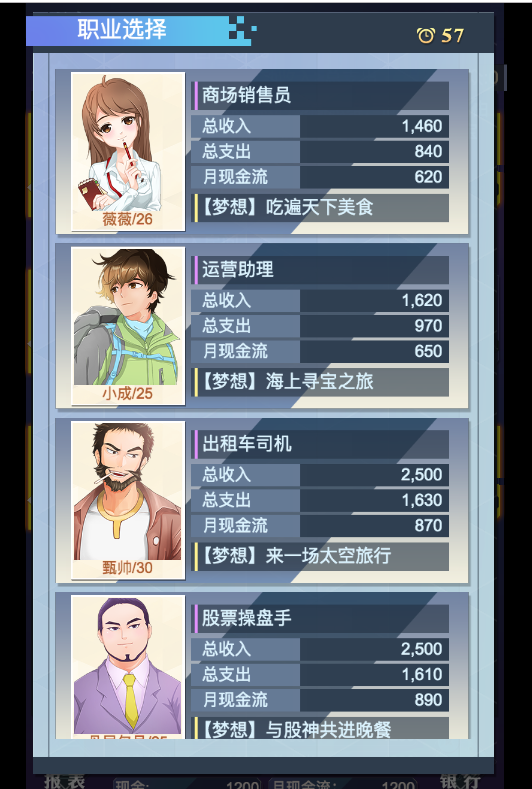 职业选择
57
商场销售员
总收入 1,460
总支出 840
月现金流 620
薇薇/26
【梦想】吃遍天下美食
运营助理
总收入 1,620
总支出 970
月现金流 650
小成/25
【梦想】海上寻宝之旅
出租车司机
总收入 2,500
总支出 1,630
月现金流 870
甄帅/30
【梦想】来一场太空旅行
股票操盘手
总收入 2,500
总支出 1,610
月现金流 890
【梦想】与股神共进晚餐
报表 现金: 1200 月现金流: 1200 银行